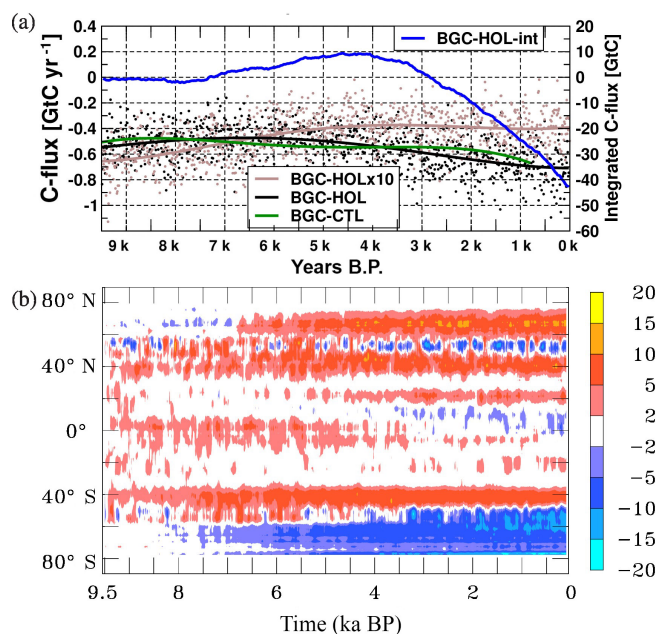 (a)
0.4
0.2
0
-0.2
-0.4
-0.6
-0.8
-1
C-flux [GtC yr⁻¹]
BGC-HOL-int
20
10
0
-10
-20
-30
-40
-50
-60
Integrated C-flux [GtC]
BGC-HOLx10
BGC-HOL
BGC-CTL
9 k 8 k 7 k 6 k 5 k 4 k 3 k 2 k 1 k 0 k
Years B.P.
(b)
80° N
40° N
0°
40° S
80° S
9.5 8 6 4 2 0
Time (ka BP)
20
15
10
5
2
-2
-5
-10
-15
-20